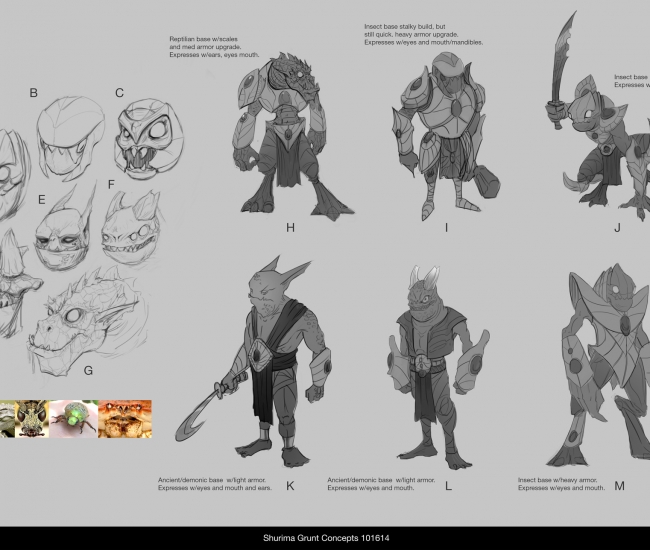 Reptilian base w/scales
and med armor upgrade.
Expresses w/ears, eyes mouth.
Insect base stalky build, but
still quick, heavy armor upgrade.
Expresses w/eyes and mouth/mandibles.
Insect base
Expresses w
B
C
E
F
G
H
I
J
Ancient/demonic base w/light armor.
Expresses w/eyes and mouth and ears.
K
Ancient/demonic base w/light armor.
Expresses w/eyes and mouth.
L
Insect base w/heavy armor.
Expresses w/eyes and mouth.
M
Shurima Grunt Concepts 101614